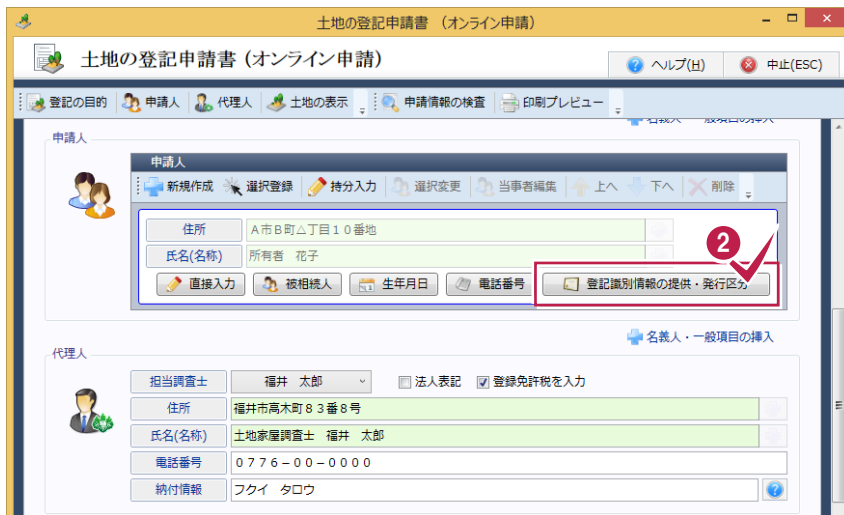 土地の登記申請書 (オンライン申請)
土地の登記申請書 (オンライン申請)
ヘルプ(H) 中止(ESC)
登記の目的 申請人 代理人 土地の表示 申請情報の検査 印刷プレビュー
名義人・一般項目の挿入
申請人
申請人
新規作成 選択登録 持分入力 選択変更 当事者編集 上へ 下へ 削除
住所 A市B町△丁目10番地
氏名(名称) 所有者 花子
2
直接入力 被相続人 生年月日 電話番号 登記識別情報の提供・発行区分
名義人・一般項目の挿入
代理人
担当調査士 福井 太郎 法人表記 登録免許税を入力
住所 福井市高木町83番8号
氏名(名称) 土地家屋調査士 福井 太郎
電話番号 0776-00-0000
納付情報 フクイ タロウ